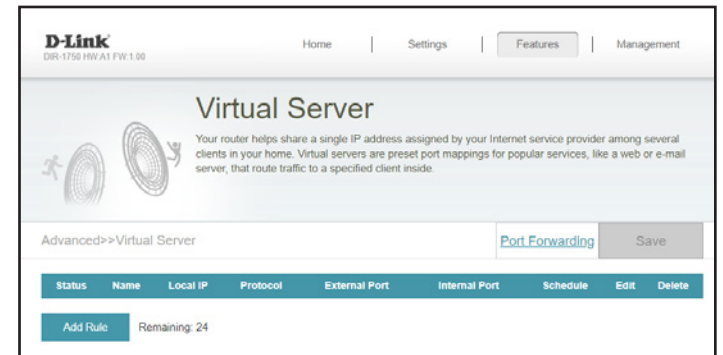 D-Link
DIR-1750 HW:A1 FW:1.00
Home | Settings | Features | Management
Virtual Server
Your router helps share a single IP address assigned by your Internet service provider among several
clients in your home. Virtual servers are preset port mappings for popular services, like a web or e-mail
server, that route traffic to a specified client inside.
Advanced>>Virtual Server
Port Forwarding
Save
Status Name Local IP Protocol External Port Internal Port Schedule Edit Delete
Add Rule Remaining: 24